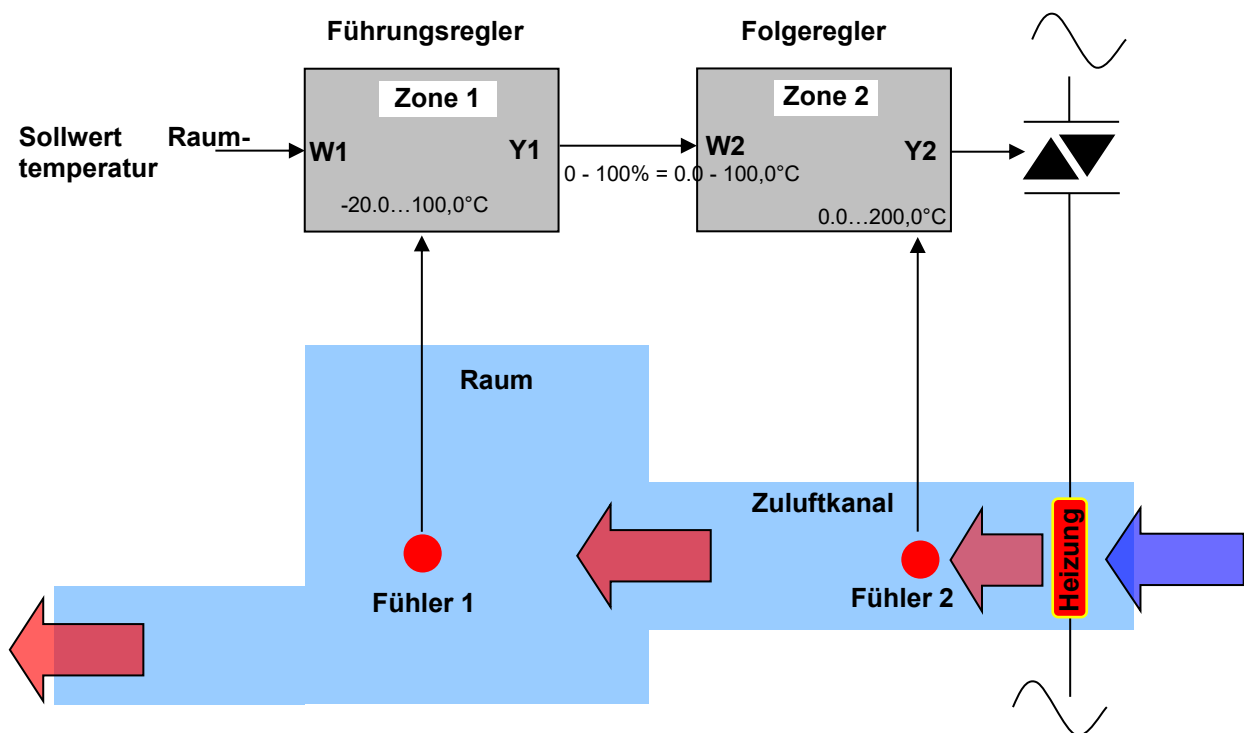 Führungsregler
Folgeregler
Zone 1
Zone 2
Sollwert Raum-
temperatur
W1
Y1
W2
Y2
0 - 100% = 0.0 - 100,0°C
-20.0...100,0°C
0.0...200,0°C
Raum
Zuluftkanal
Heizung
Fühler 1
Fühler 2